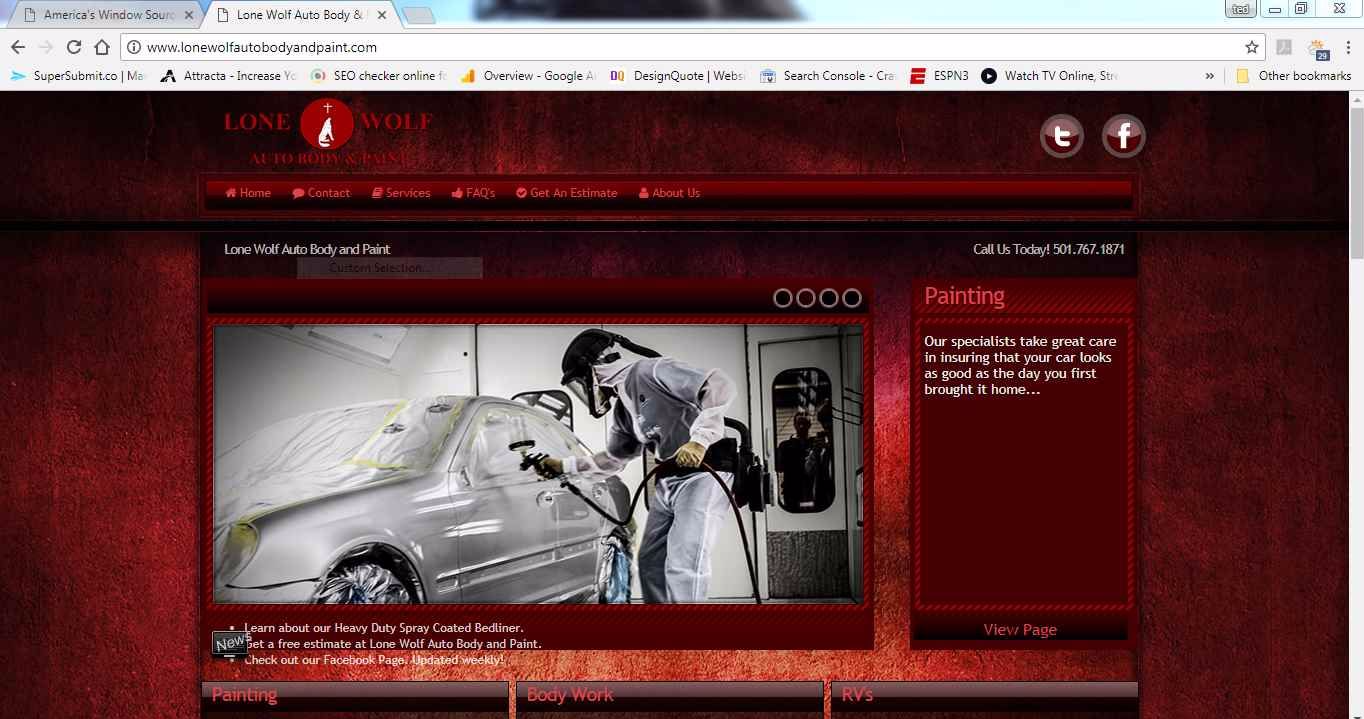 America's Window Sour
Lone Wolf Auto Body &
ted
www.lonewolfautobodyandpaint.com
29
SuperSubmit.co | Ma
Attracta - Increase Yo
SEO checker online fo
Overview - Google A
DQ
DesignQuote | Websi
Search Console - Cra
E
ESPN3
Watch TV Online, Str
»
Other bookmarks
LONE WOLF
AUTO BODY & PAINT
t
f
Home
Contact
Services
FAQ's
Get An Estimate
About Us
Lone Wolf Auto Body and Paint
Call Us Today! 501.767.1871
Custom Selection...
Painting
Our specialists take great care
in insuring that your car looks
as good as the day you first
brought it home...
View Page
News
Learn about our Heavy Duty Spray Coated Bedliner.
Get a free estimate at Lone Wolf Auto Body and Paint.
Check out our Facebook Page. Updated weekly!
Painting
Body Work
RV's